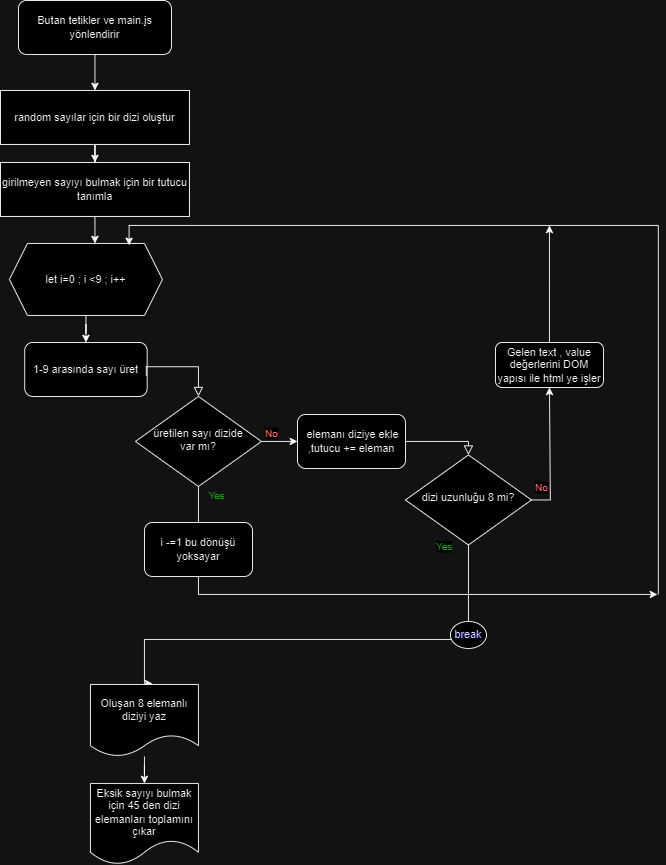 Butan tetikler ve main.js
yönlendirir
random sayılar için bir dizi oluştur
girilmeyen sayıyı bulmak için bir tutucu
tanımla
let i=0 ; i <9 ; i++
1-9 arasında sayı üret
Gelen text , value
değerlerini DOM
yapısı ile html ye işler
üretilen sayı dizide
var mı?
No
elemanı diziye ekle
,tutucu += eleman
dizi uzunluğu 8 mi?
No
Yes
i -=1 bu dönüşü
yoksayar
Yes
break
Oluşan 8 elemanlı
diziyi yaz
Eksik sayıyı bulmak
için 45 den dizi
elemanları toplamını
çıkar